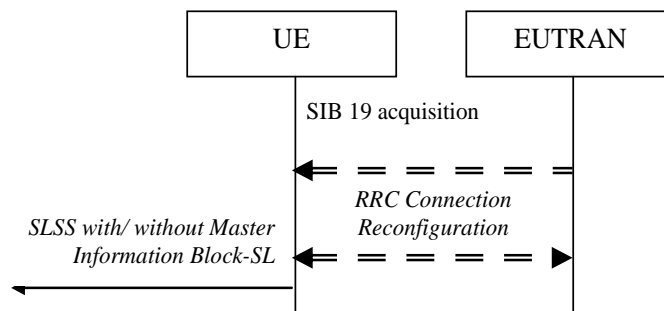 UE
EUTRAN
SIB 19 acquisition
RRC Connection
Reconfiguration
SLSS with/ without Master
Information Block-SL